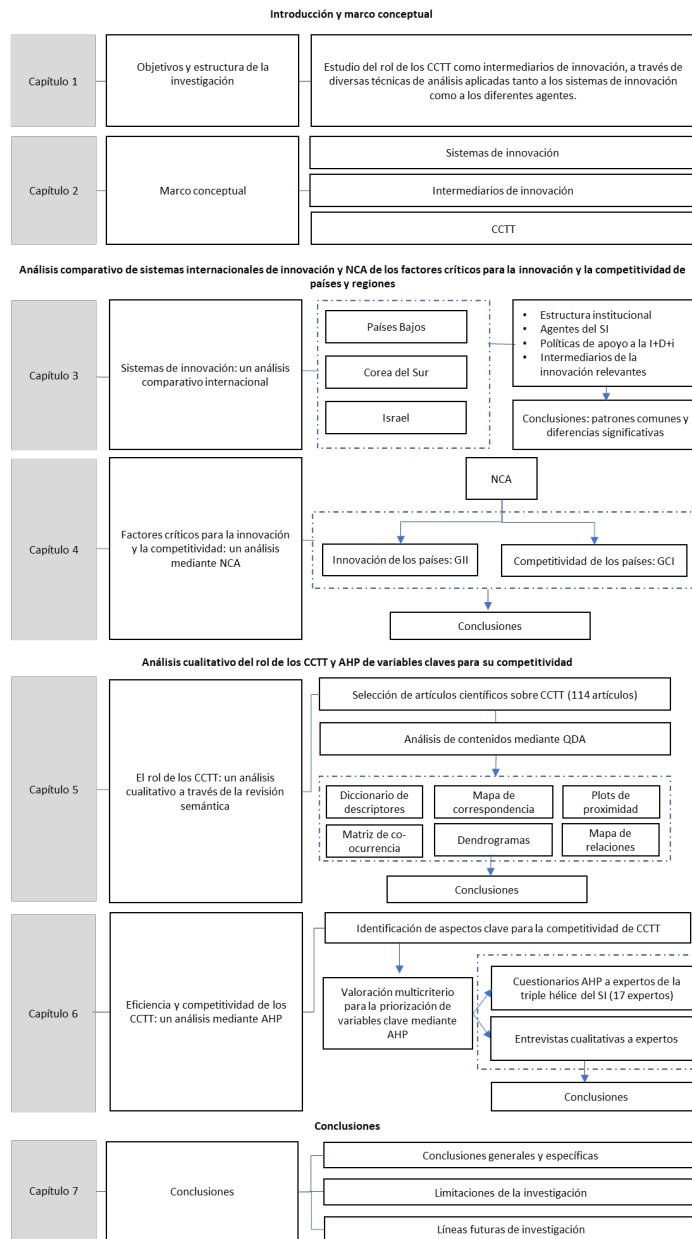 Introducción y marco conceptual
Capítulo 1
Objetivos y estructura de la
investigación
Estudio del rol de los CCTT como intermediarios de innovación, a través de
diversas técnicas de análisis aplicadas tanto a los sistemas de innovación
como a los diferentes agentes.
Capítulo 2
Marco conceptual
Sistemas de innovación
Intermediarios de innovación
CCTT
Análisis comparativo de sistemas internacionales de innovación y NCA de los factores críticos para la innovación y la competitividad de
países y regiones
Capítulo 3
Sistemas de innovación: un análisis
comparativo internacional
Países Bajos
Corea del Sur
Israel
• Estructura institucional
• Agentes del SI
• Políticas de apoyo a la I+D+i
• Intermediarios de la
innovación relevantes
Conclusiones: patrones comunes y
diferencias significativas
Capítulo 4
Factores críticos para la innovación
y la competitividad: un análisis
mediante NCA
NCA
Innovación de los países: GII
Competitividad de los países: GCI
Conclusiones
Análisis cualitativo del rol de los CCTT y AHP de variables claves para su competitividad
Capítulo 5
El rol de los CCTT: un análisis
cualitativo a través de la revisión
semántica
Selección de artículos científicos sobre CCTT (114 artículos)
Análisis de contenidos mediante QDA
Diccionario de
descriptores
Mapa de
correspondencia
Plots de
proximidad
Matriz de co-
ocurrencia
Dendrogramas
Mapa de
relaciones
Conclusiones
Capítulo 6
Eficiencia y competitividad de los
CCTT: un análisis mediante AHP
Identificación de aspectos clave para la competitividad de CCTT
Valoración multicriterio
para la priorización de
variables clave mediante
AHP
Cuestionarios AHP a expertos de la
triple hélice del SI (17 expertos)
Entrevistas cualitativas a expertos
Conclusiones
Conclusiones
Capítulo 7
Conclusiones
Conclusiones generales y específicas
Limitaciones de la investigación
Líneas futuras de investigación